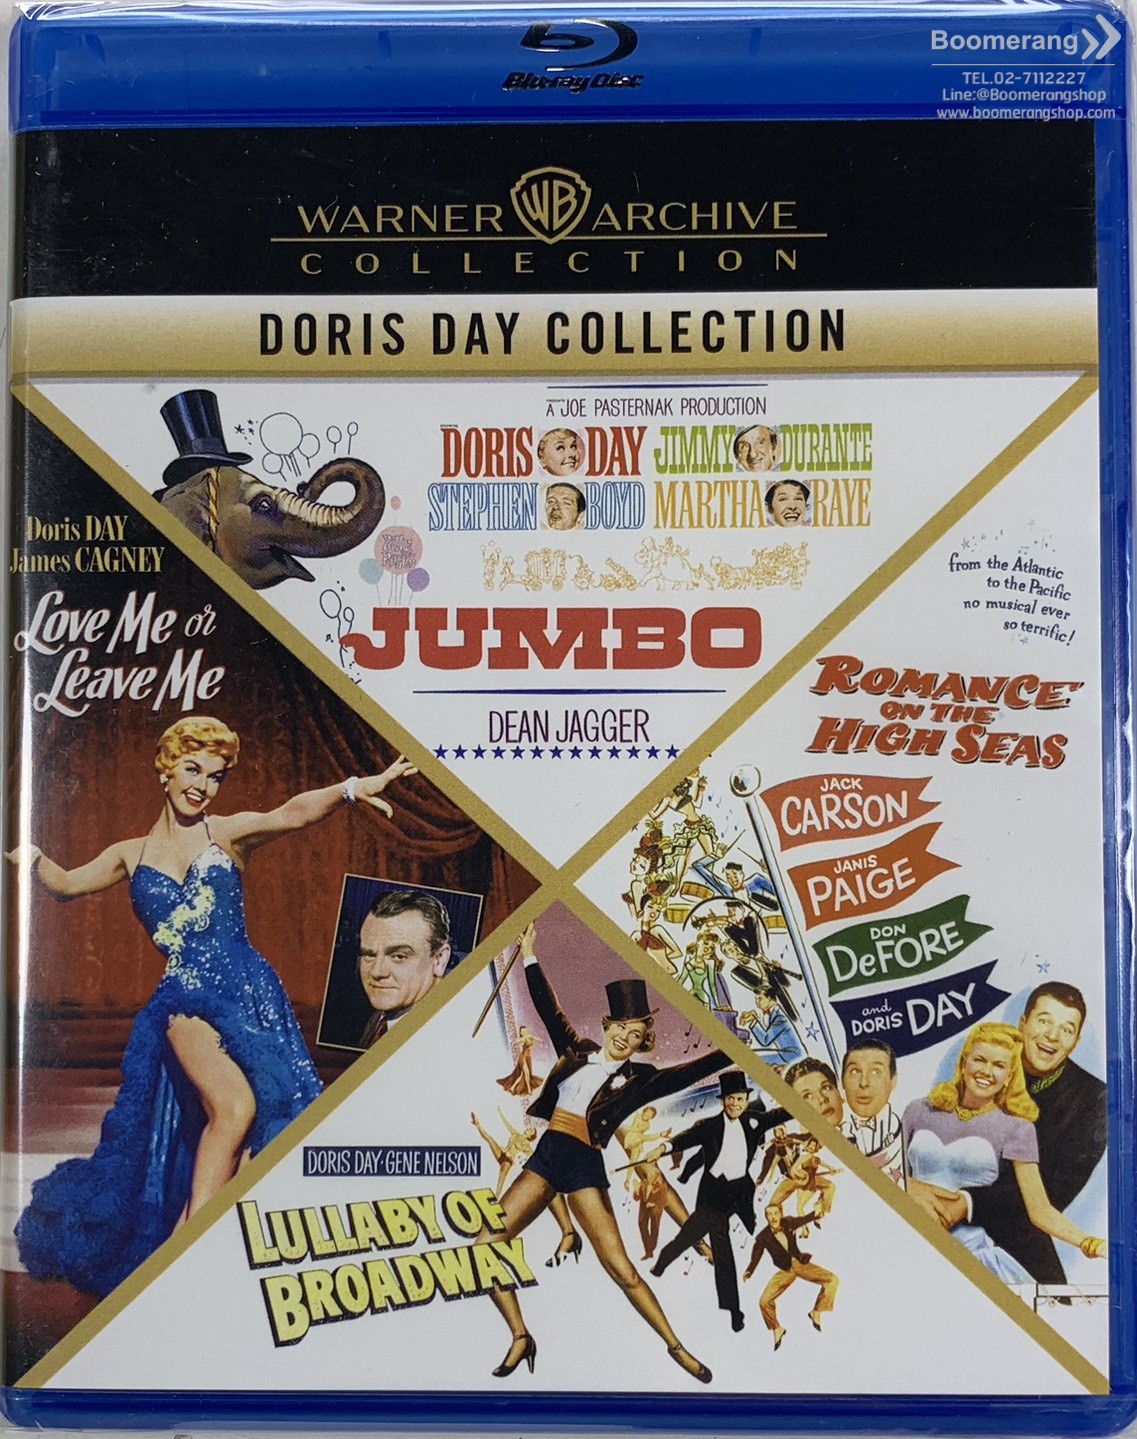 Blu-ray Disc
Boomerang
TEL.02-7112227
Line:@Boomerangshop
www.boomerangshop.com
WARNER WB ARCHIVE
COLLECTION
DORIS DAY COLLECTION
A JOE PASTERNAK PRODUCTION
DORIS DAY JIMMY DURANTE
STEPHEN BOYD MARTHA RAYE
JUMBO
DEAN JAGGER
Doris DAY
James CAGNEY
Love Me or
Leave Me
from the Atlantic
to the Pacific
no musical ever
so terrific!
ROMANCE
ON THE
HIGH SEAS
JACK
CARSON
JANIS
PAIGE
DON
DeFORE
and
DORIS DAY
DORIS DAY·GENE NELSON
LULLABY OF
BROADWAY